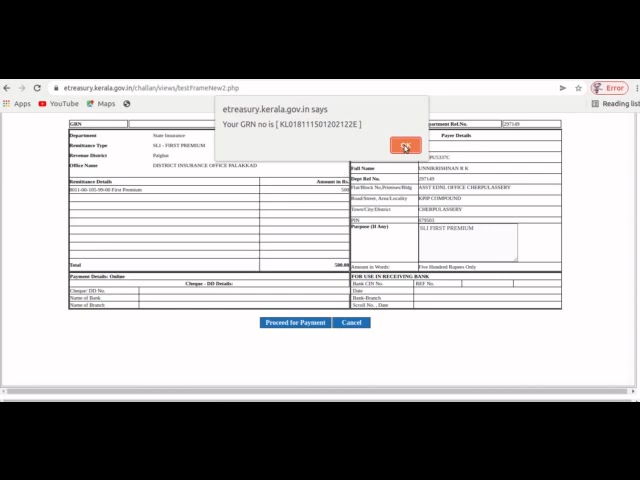 etreasury.kerala.gov.in/challan/views/bestFrameNew2.php
Error
Apps
YouTube
Maps
Reading list
etreasury.kerala.gov.in says
Your GRN no is [ KL018111501202122E ]
OK
GRN
Ref.No.
297149
Department
State Insurance
Remittance Type
SLI - FIRST PREMIUM
Revenue District
Palghat
Office Name
DISTRICT INSURANCE OFFICE PALAKKAD
Payee Details
Full Name
UNNIKRISHNAN R K
Dept Ref No.
297149
Flat/Block No,Premises/Bldg
ASST EDNL OFFICE CHERPULASSERY
Road/Street, Area/Locality
KPIP COMPOUND
Town/City/District
CHERPLASSERY
PIN
679503
Remittance Details
Amount in Rs.
0011-00-105-99-00 First Premium
500
Purpose (If Any)
SLI FIRST PREMIUM
Total
500.00
Amount in Words:
Five Hundred Rupees Only
Payment Details: Online
FOR USE IN RECEIVING BANK
Cheque - DD Details:
Bank CIN No.
REF No.
Cheque- DD No.
Date
Name of Bank
Bank-Branch
Name of Branch
Scroll No. , Date
Proceed for Payment
Cancel